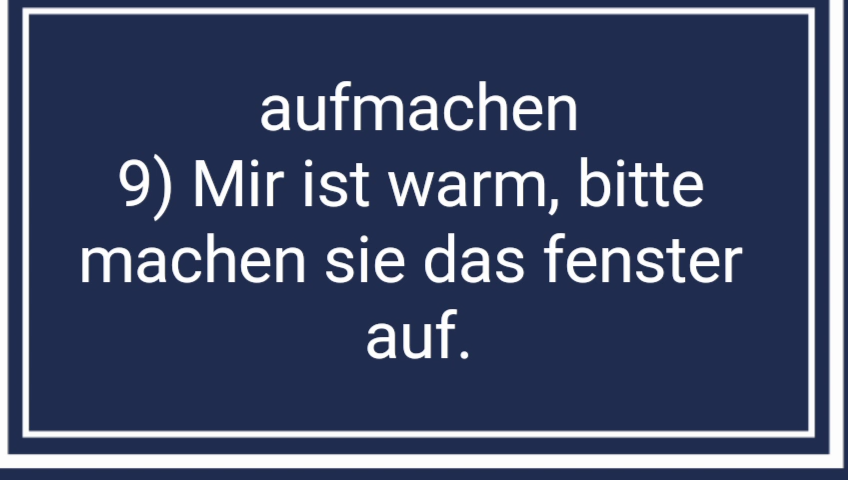 aufmachen
9) Mir ist warm, bitte
machen sie das fenster
auf.